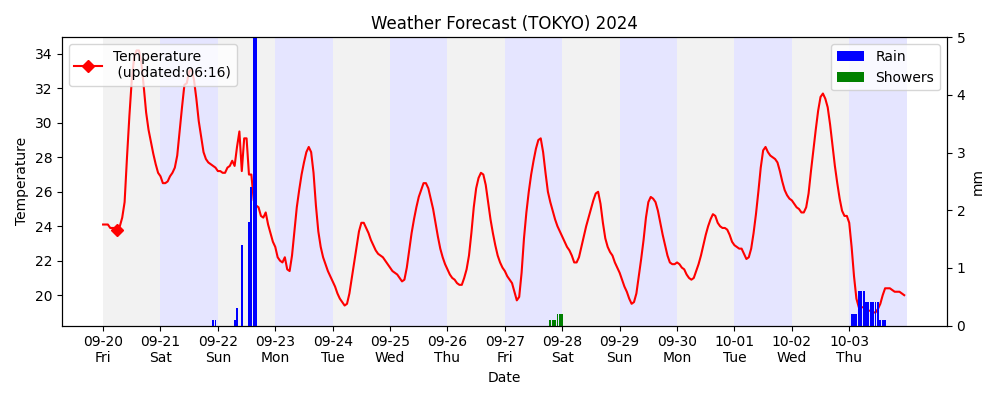 Weather Forecast (TOKYO) 2024
Temperature
(updated:06:16)
Rain
Showers
Temperature
34
32
30
28
26
24
22
20
5
4
3
2
1
0
mm
09-20 09-21 09-22 09-23 09-24 09-25 09-26 09-27 09-28 09-29 09-30 10-01 10-02 10-03
Fri Sat Sun Mon Tue Wed Thu Fri Sat Sun Mon Tue Wed Thu
Date